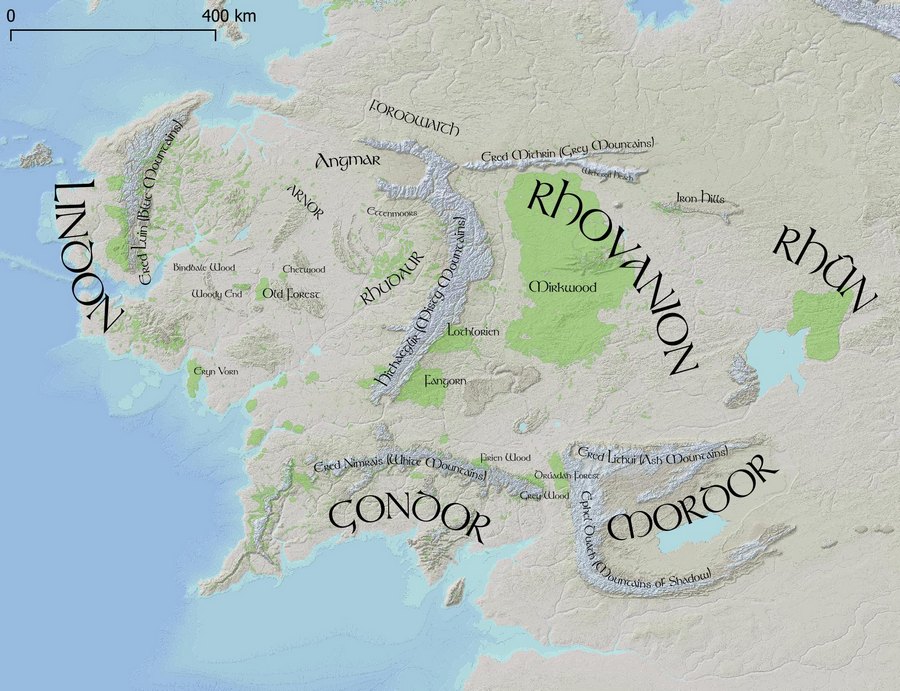 0 400 km
FORODWAITH
ANGMAR
Ered Mithrin (Grey Mountains)
Withered Heath
ARNOR
Ettenmoors
Iron Hills
LINDON
Ered Luin (Blue Mountains)
RHOVANION
RHÛN
Bindbale Wood
Chetwood
Woody End
Old Forest
RHUDAUR
Hithaeglir (Misty Mountains)
Mirkwood
Lothlorien
Eryn Vorn
Fangorn
Ered Nimrais (White Mountains)
Firien Wood
Drúadan Forest
Grey Wood
Ered Lithui (Ash Mountains)
GONDOR
MORDOR
Ephel Duath (Mountains of Shadow)